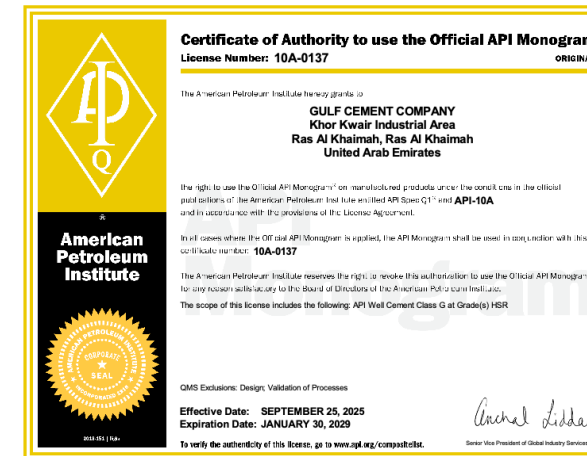 Certificate of Authority to use the Official API Monogram
License Number: 10A-0137
ORIGINA
The American Petroleum Institute hereby grants to
GULF CEMENT COMPANY
Khor Kwair Industrial Area
Ras Al Khaimah, Ras Al Khaimah
United Arab Emirates
the right to use the Official API Monogram® on manufactured products under the conditions in the official
publications of the American Petroleum Institute entitled API Spec Q1® and API-10A
and in accordance with the provisions of the License Agreement.
In all cases where the Official API Monogram is applied, the API Monogram shall be used in conjunction with this
certificate number: 10A-0137
The American Petroleum Institute reserves the right to revoke this authorization to use the Official API Monogram
for any reason satisfactory to the Board of Directors of the American Petroleum Institute.
The scope of this license includes the following: API Well Cement Class G at Grade(s) HSR
QMS Exclusions: Design; Validation of Processes
Effective Date: SEPTEMBER 25, 2025
Expiration Date: JANUARY 30, 2029
To verify the authenticity of this license, go to www.api.org/compositelist.
Senior Vice President of Global Industry Services
API
Q
American
Petroleum
Institute
AMERICAN PETROLEUM INSTITUTE
CORPORATE
SEAL
INCORPORATED
API
Monogram